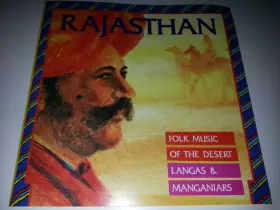 RAJASTHAN
FOLK MUSIC
OF THE DESERT
LANGAS &
MANGANIARS